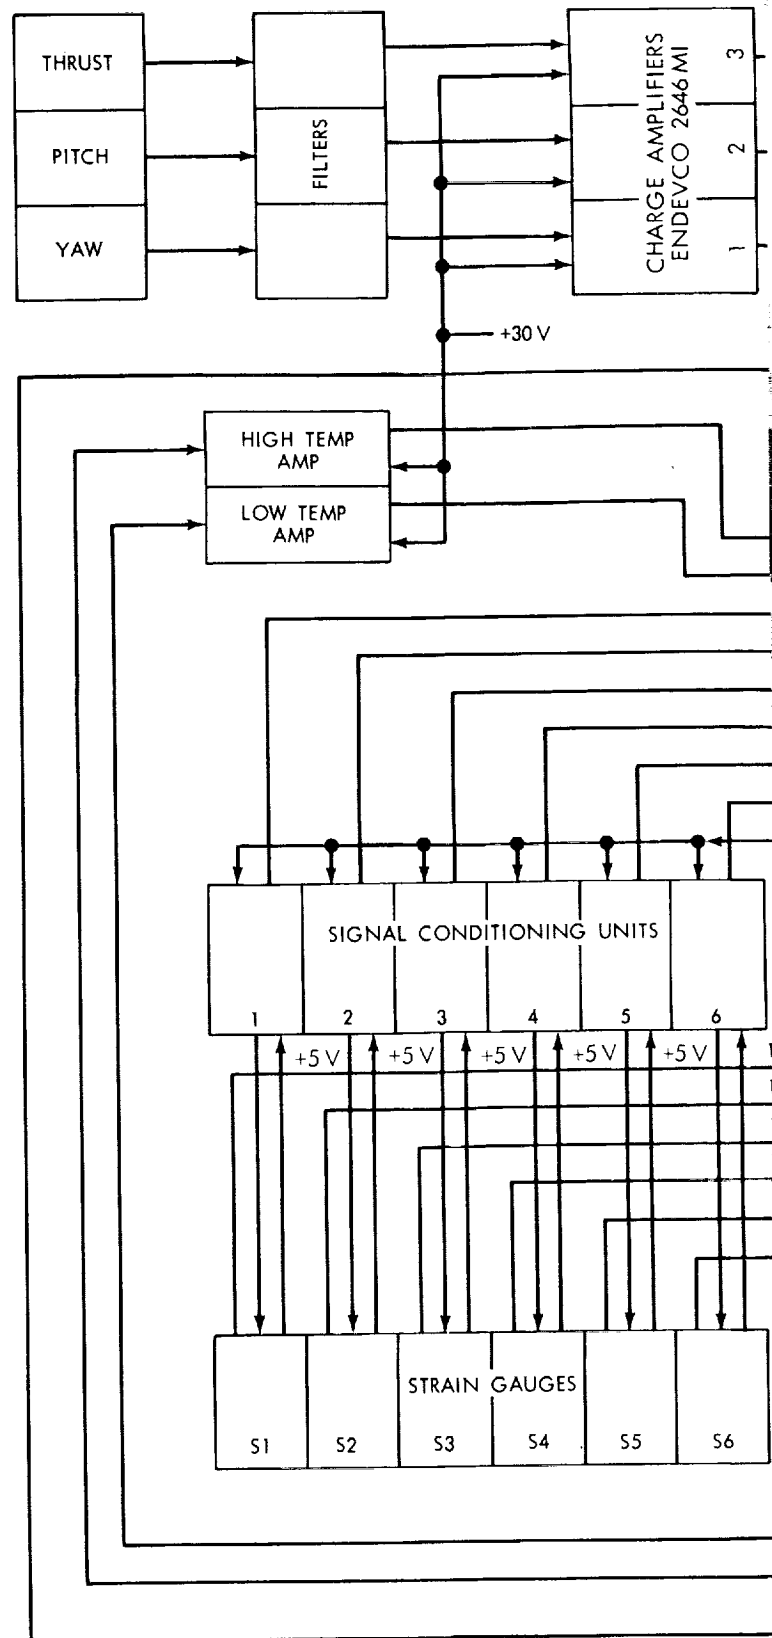 THRUST
PITCH
YAW
FILTERS
CHARGE AMPLIFIERS
ENDEVCO 2646MI
3
2
1
+30 V
HIGH TEMP
AMP
LOW TEMP
AMP
SIGNAL CONDITIONING UNITS
1 2 3 4 5 6
+5 V +5 V +5 V +5 V +5 V
STRAIN GAUGES
S1 S2 S3 S4 S5 S6